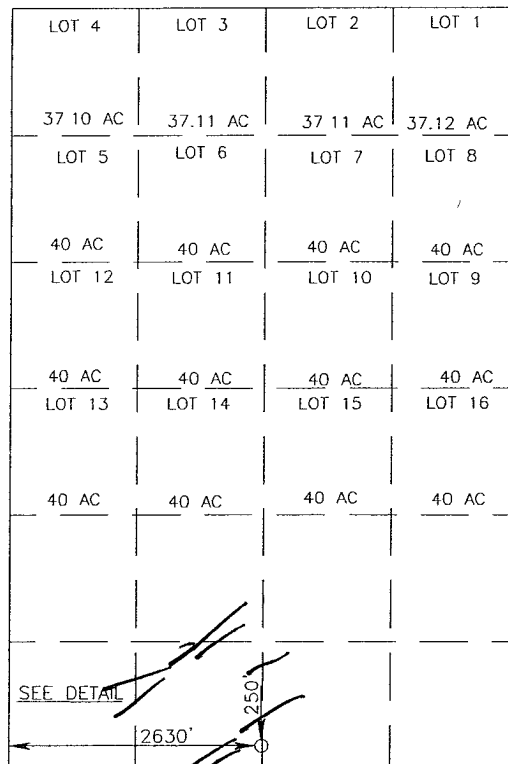 LOT 4 LOT 3 LOT 2 LOT 1
37 10 AC 37.11 AC 37 11 AC 37.12 AC
LOT 5 LOT 6 LOT 7 LOT 8
40 AC 40 AC 40 AC 40 AC
LOT 12 LOT 11 LOT 10 LOT 9
40 AC 40 AC 40 AC 40 AC
LOT 13 LOT 14 LOT 15 LOT 16
40 AC 40 AC 40 AC 40 AC
SEE DETAIL
250'
2630'